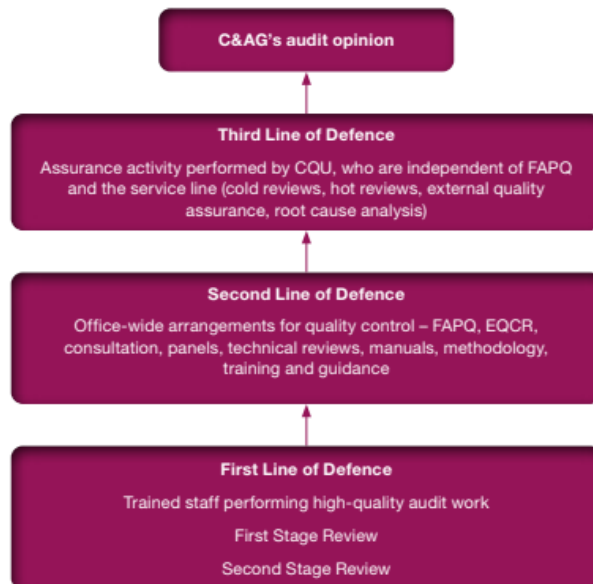 C&AG's audit opinion
Third Line of Defence
Assurance activity performed by CQU, who are independent of FAPQ
and the service line (cold reviews, hot reviews, external quality
assurance, root cause analysis)
Second Line of Defence
Office-wide arrangements for quality control – FAPQ, EQCR,
consultation, panels, technical reviews, manuals, methodology,
training and guidance
First Line of Defence
Trained staff performing high-quality audit work
First Stage Review
Second Stage Review